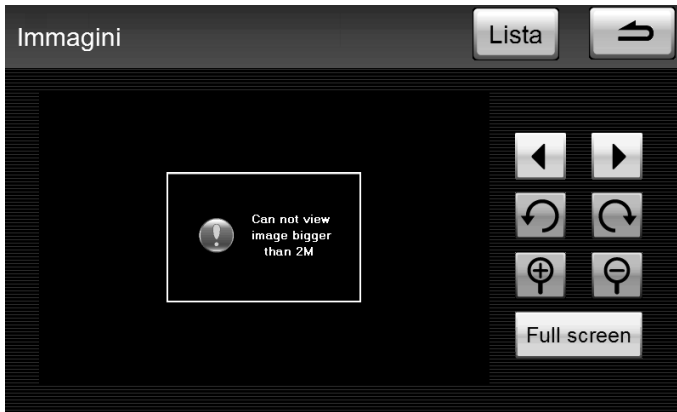 Immagini
Lista
Can not view
image bigger
than 2M
Full screen